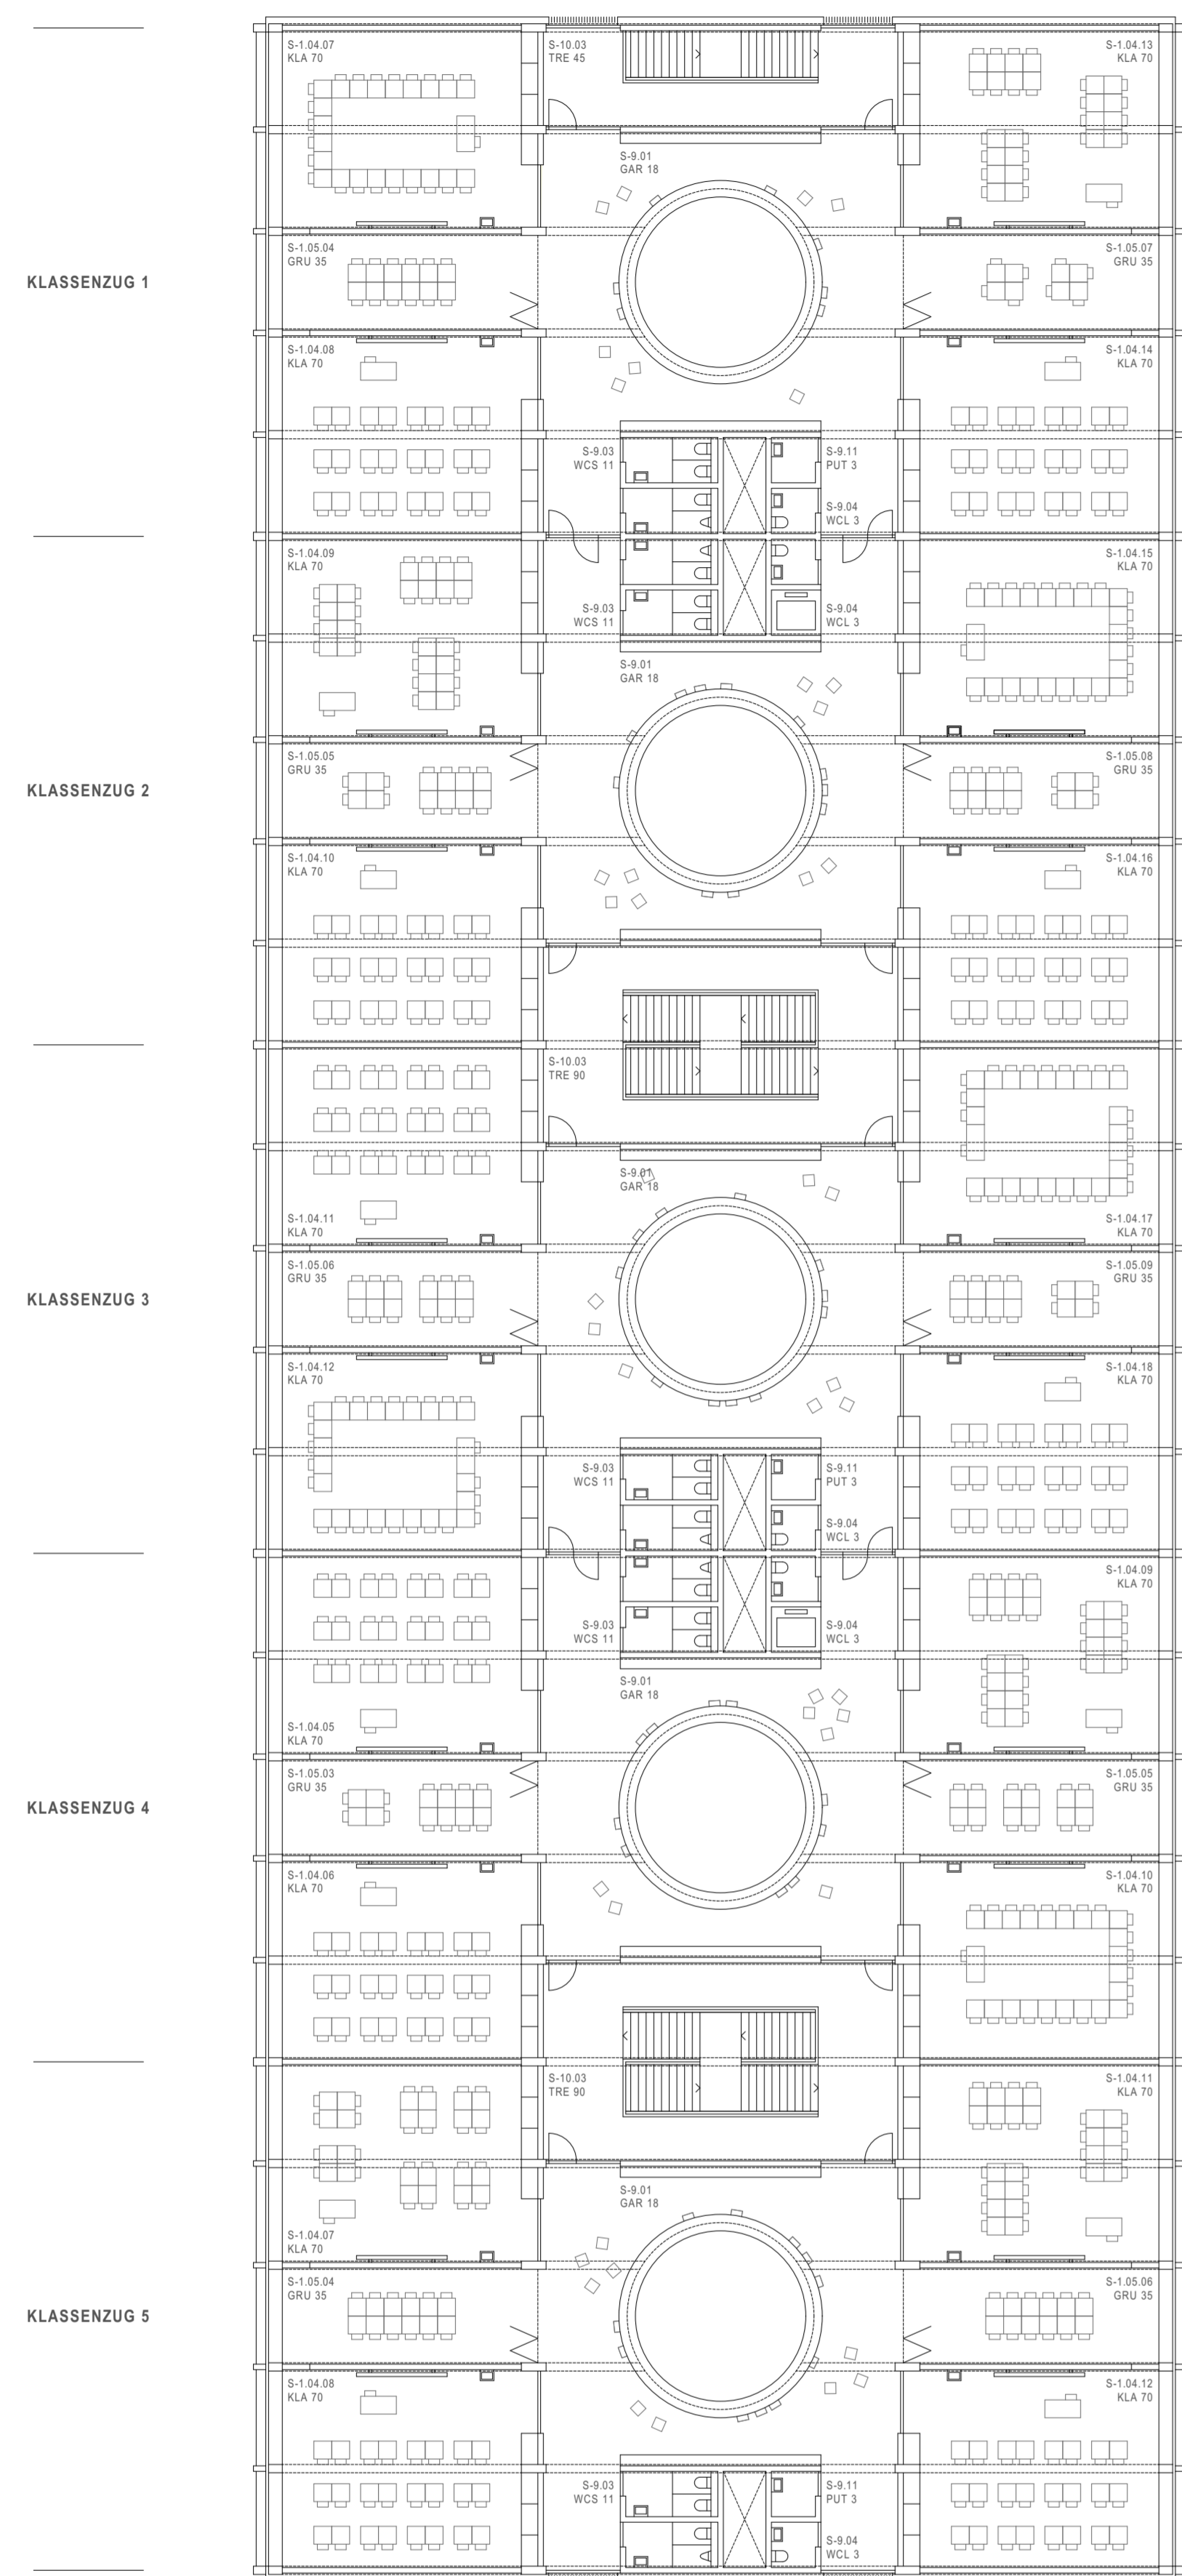 S-1.04.07
KLA 70
S-10.03
TRE 45
S-1.04.13
KLA 70
S-9.01
GAR 18
KLASSENZUG 1
S-1.05.04
GRU 35
S-1.05.07
GRU 35
S-1.04.08
KLA 70
S-1.04.14
KLA 70
S-9.03
WCS 11
S-9.11
PUT 3
S-9.04
WCL 3
S-1.04.09
KLA 70
S-1.04.15
KLA 70
S-9.03
WCS 11
S-9.04
WCL 3
S-9.01
GAR 18
KLASSENZUG 2
S-1.05.05
GRU 35
S-1.05.08
GRU 35
S-1.04.10
KLA 70
S-1.04.16
KLA 70
S-10.03
TRE 90
S-9.01
GAR 18
S-1.04.11
KLA 70
S-1.04.17
KLA 70
KLASSENZUG 3
S-1.05.06
GRU 35
S-1.05.09
GRU 35
S-1.04.12
KLA 70
S-1.04.18
KLA 70
S-9.03
WCS 11
S-9.11
PUT 3
S-9.04
WCL 3
S-1.04.09
KLA 70
S-9.03
WCS 11
S-9.04
WCL 3
S-9.01
GAR 18
S-1.04.05
KLA 70
KLASSENZUG 4
S-1.05.03
GRU 35
S-1.05.05
GRU 35
S-1.04.06
KLA 70
S-1.04.10
KLA 70
S-10.03
TRE 90
S-1.04.11
KLA 70
S-9.01
GAR 18
S-1.04.07
KLA 70
KLASSENZUG 5
S-1.05.04
GRU 35
S-1.05.06
GRU 35
S-1.04.08
KLA 70
S-1.04.12
KLA 70
S-9.03
WCS 11
S-9.11
PUT 3
S-9.04
WCL 3